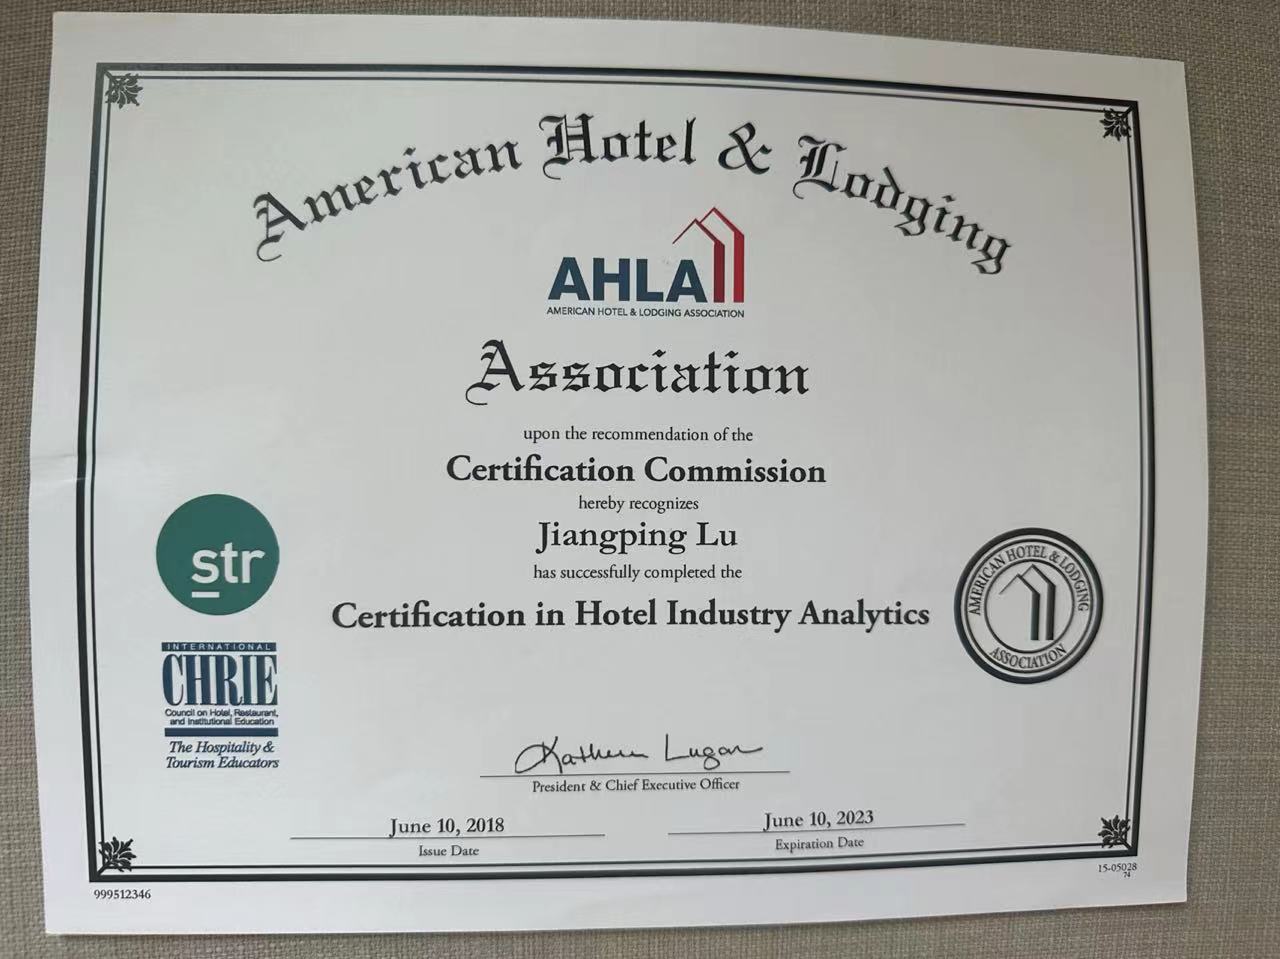 American Hotel & Lodging
AHLA
AMERICAN HOTEL & LODGING ASSOCIATION
Association
upon the recommendation of the
Certification Commission
hereby recognizes
Jiangping Lu
has successfully completed the
Certification in Hotel Industry Analytics
str
INTERNATIONAL
CHRIE
Council on Hotel, Restaurant,
and Institutional Education
The Hospitality &
Tourism Educators
AMERICAN HOTEL & LODGING
ASSOCIATION
Lugar
President & Chief Executive Officer
June 10, 2018
Issue Date
June 10, 2023
Expiration Date
999512346
15-05028
74